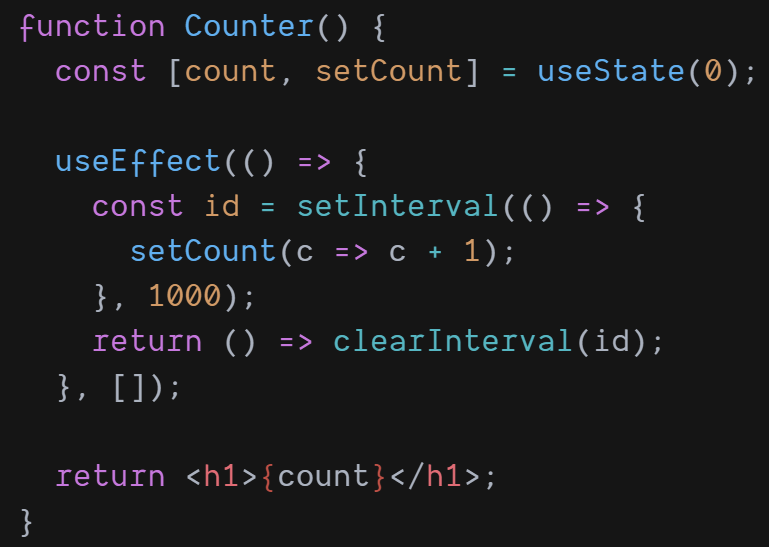 function Counter() {
  const [count, setCount] = useState(0);

  useEffect(() => {
    const id = setInterval(() => {
      setCount(c => c + 1);
    }, 1000);
    return () => clearInterval(id);
  }, []);

  return <h1>{count}</h1>;
}